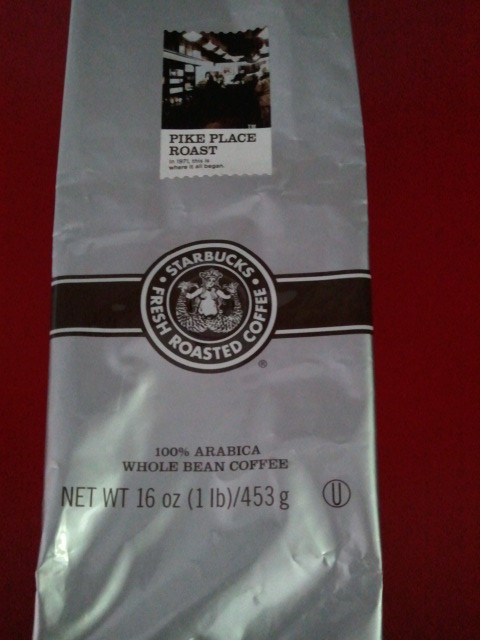 TM
PIKE PLACE
ROAST
In 1971, this is
where it all began.
STARBUCKS
FRESH ROASTED COFFEE
®
100% ARABICA
WHOLE BEAN COFFEE
NET WT 16 oz (1 lb)/453 g
U